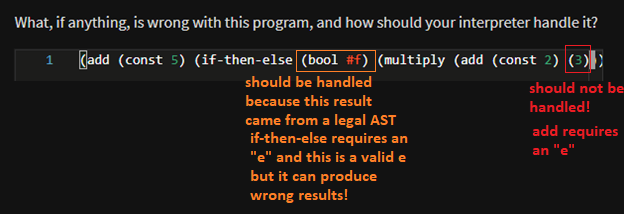 What, if anything, is wrong with this program, and how should your interpreter handle it?
1 (add (const 5) (if-then-else (bool #f) (multiply (add (const 2) (3))))
should be handled
because this result
came from a legal AST
if-then-else requires an
"e" and this is a valid e
but it can produce
wrong results!
should not be
handled!
add requires
an "e"